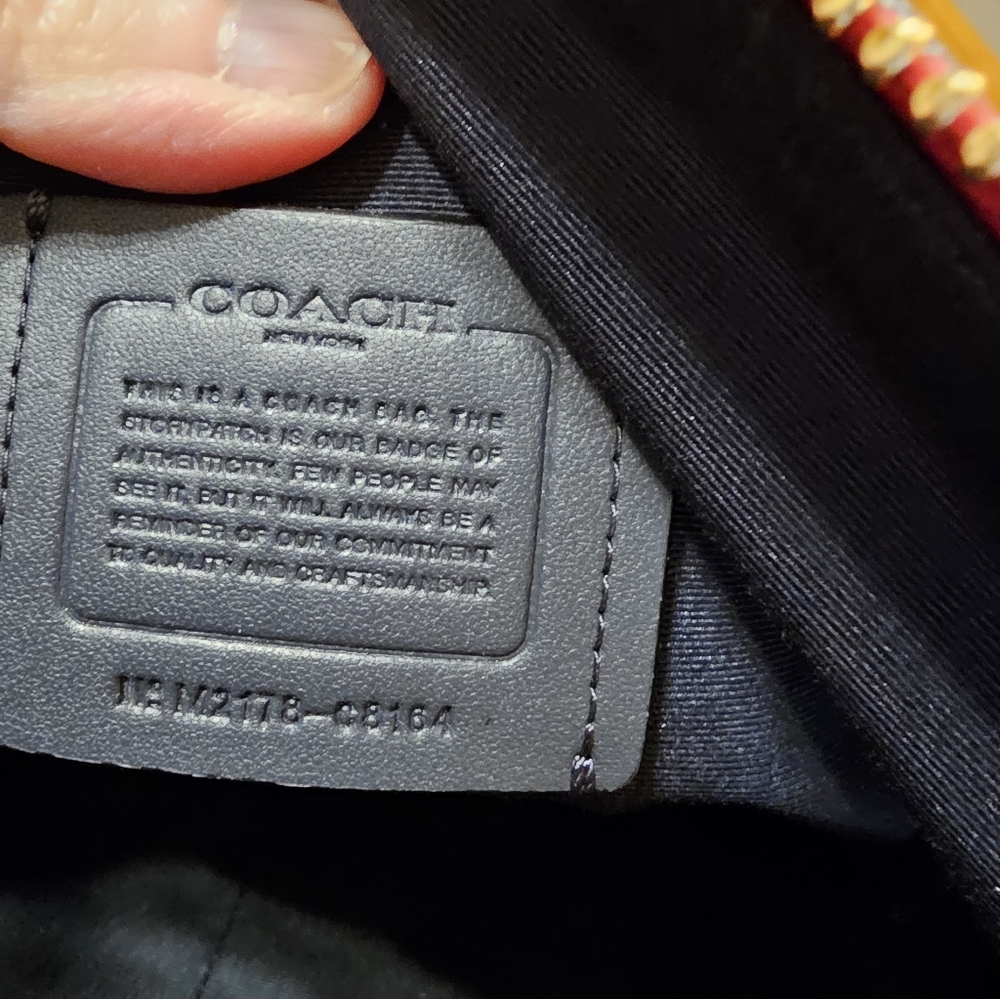 COACH
NEW YORK
THIS IS A COACH BAG. THE
STORYPATCH IS OUR BADGE OF
AUTHENTICITY. FEW PEOPLE MAY
SEE IT, BUT IT WILL ALWAYS BE A
REMINDER OF OUR COMMITMENT
TO QUALITY AND CRAFTSMANSHIP.
M2178-C8164